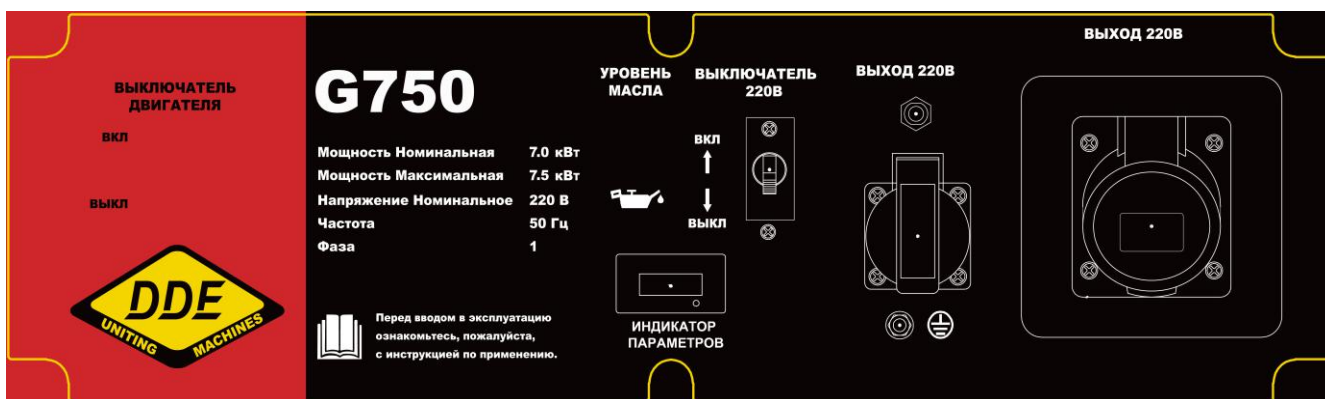 ВЫКЛЮЧАТЕЛЬ
ДВИГАТЕЛЯ
ВКЛ
ВЫКЛ
DDE
UNITING MACHINES
G750
Мощность Номинальная 7.0 кВт
Мощность Максимальная 7.5 кВт
Напряжение Номинальное 220 В
Частота 50 Гц
Фаза 1
Перед вводом в эксплуатацию
ознакомьтесь, пожалуйста,
с инструкцией по применению.
УРОВЕНЬ
МАСЛА
ВЫКЛЮЧАТЕЛЬ
220В
ВКЛ
ВЫКЛ
ИНДИКАТОР
ПАРАМЕТРОВ
ВЫХОД 220В
ВЫХОД 220В